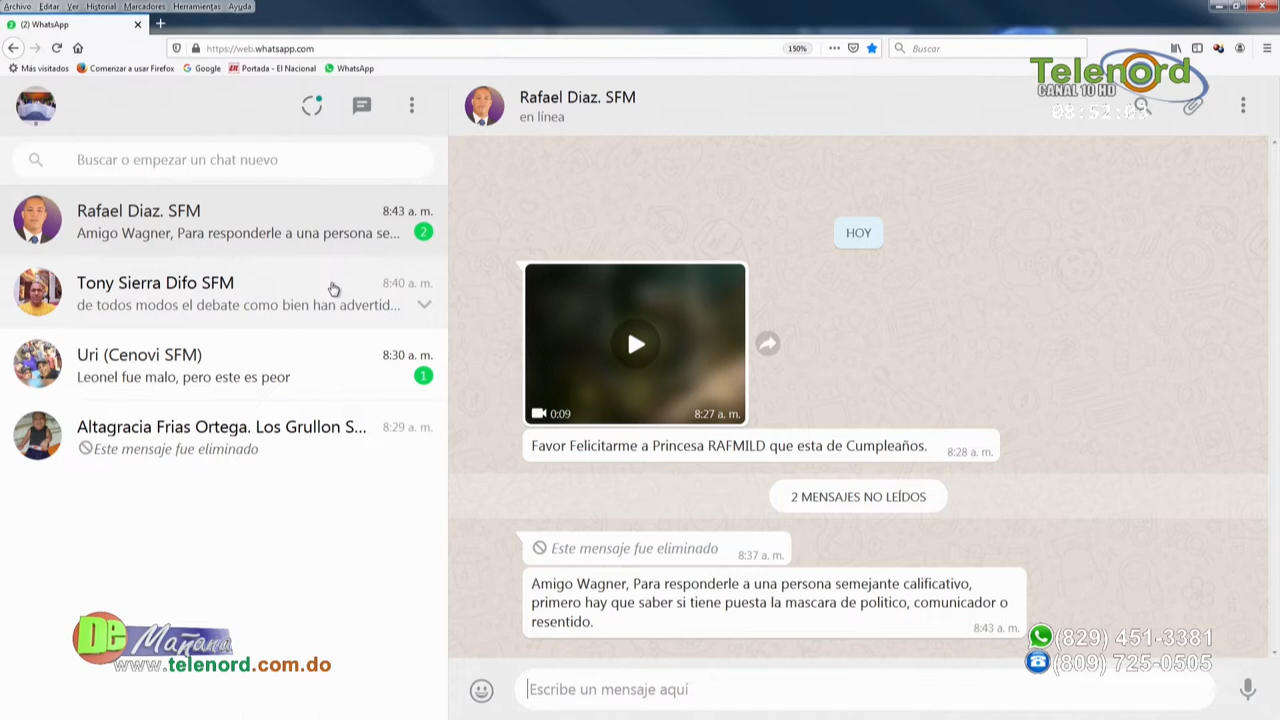 Archivo Editar Ver Historial Marcadores Herramientas Ayuda
(2) WhatsApp
https://web.whatsapp.com
150%
Buscar
Más visitados
Comenzar a usar Firefox
Google
Portada - El Nacional
WhatsApp
Telenord
CANAL 10 HD
08:52:03
Rafael Diaz. SFM
en línea
Buscar o empezar un chat nuevo
Rafael Diaz. SFM
8:43 a. m.
Amigo Wagner, Para responderle a una persona se...
2
Tony Sierra Difo SFM
8:40 a. m.
de todos modos el debate como bien han advertid...
Uri (Cenovi SFM)
8:30 a. m.
Leonel fue malo, pero este es peor
1
Altagracia Frias Ortega. Los Grullon S...
8:29 a. m.
Este mensaje fue eliminado
HOY
0:09
8:27 a. m.
Favor Felicitarme a Princesa RAFMILD que esta de Cumpleaños.
8:28 a. m.
2 MENSAJES NO LEÍDOS
Este mensaje fue eliminado
8:37 a. m.
Amigo Wagner, Para responderle a una persona semejante calificativo,
primero hay que saber si tiene puesta la mascara de politico, comunicador o
resentido.
8:43 a. m.
Escribe un mensaje aquí
De Mañana
www.telenord.com.do
(829) 451-3381
(809) 725-0505